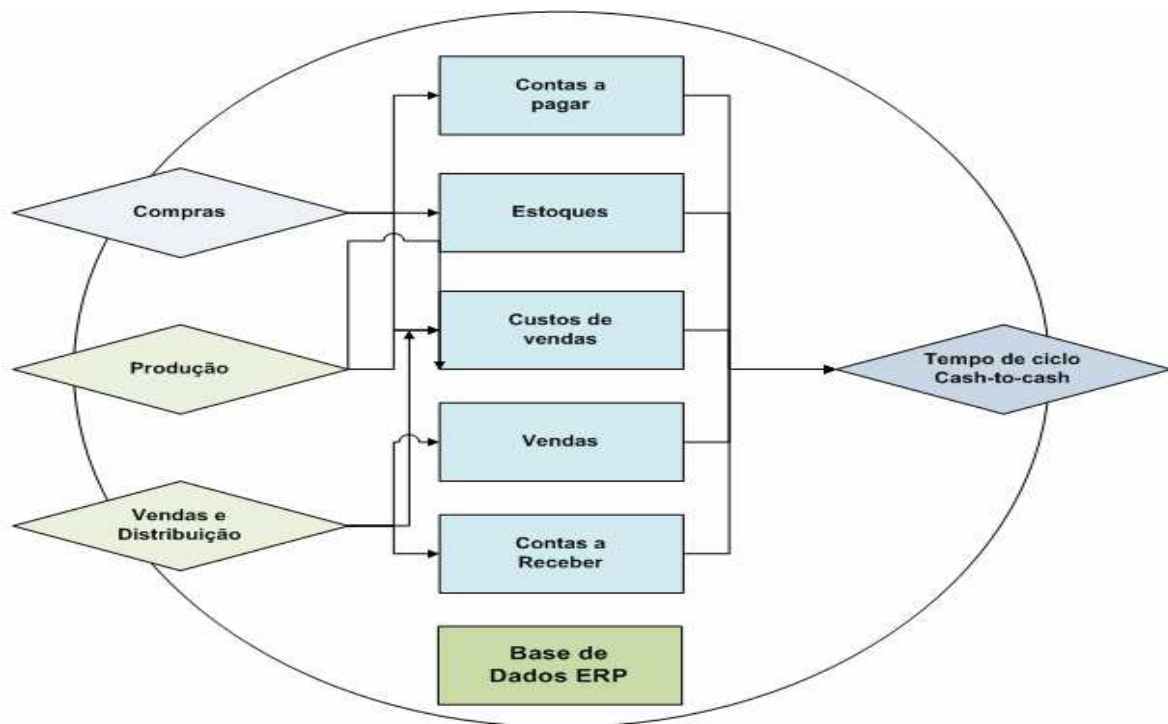 Contas a
pagar
Compras
Estoques
Custos de
vendas
Produção
Tempo de ciclo
Cash-to-cash
Vendas
Vendas e
Distribuição
Contas a
Receber
Base de
Dados ERP